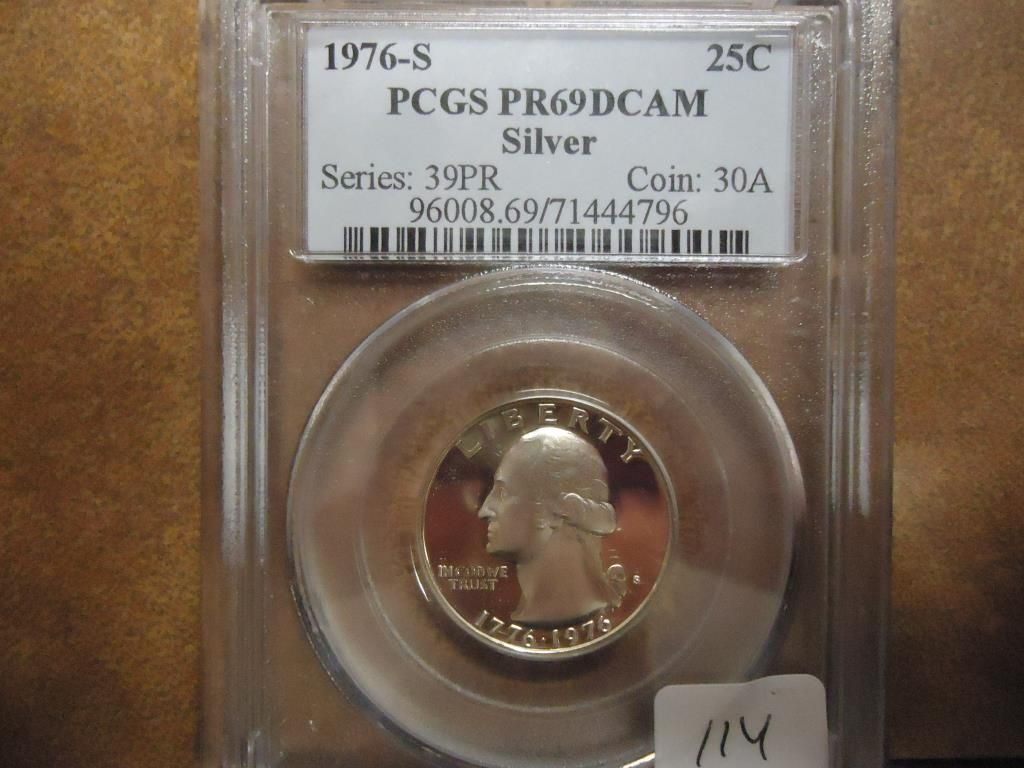 1976-S 25C
PCGS PR69DCAM
Silver
Series: 39PR Coin: 30A
96008.69/71444796
LIBERTY
IN GOD WE
TRUST
S
1776·1976
114